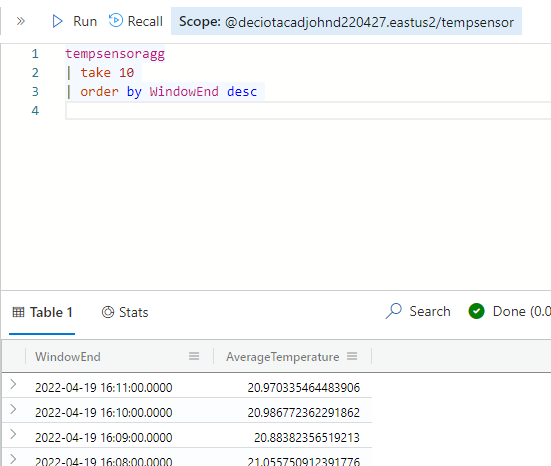 Run Recall Scope: @deciotacadjohnd220427.eastus2/tempsensor
1 tempsensoragg
2 | take 10
3 | order by WindowEnd desc
4
Table 1 Stats Search Done (0.0
WindowEnd AverageTemperature
2022-04-19 16:11:00.0000 20.970335464483906
2022-04-19 16:10:00.0000 20.986772362291862
2022-04-19 16:09:00.0000 20.88382356519213
2022-04-19 16:08:00.0000 21.055750912391776